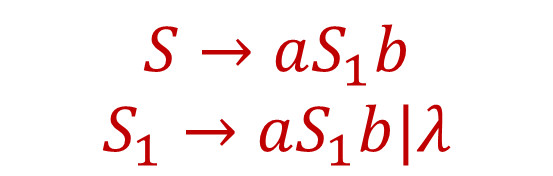 S → aS₁b
S₁ → aS₁b|λ